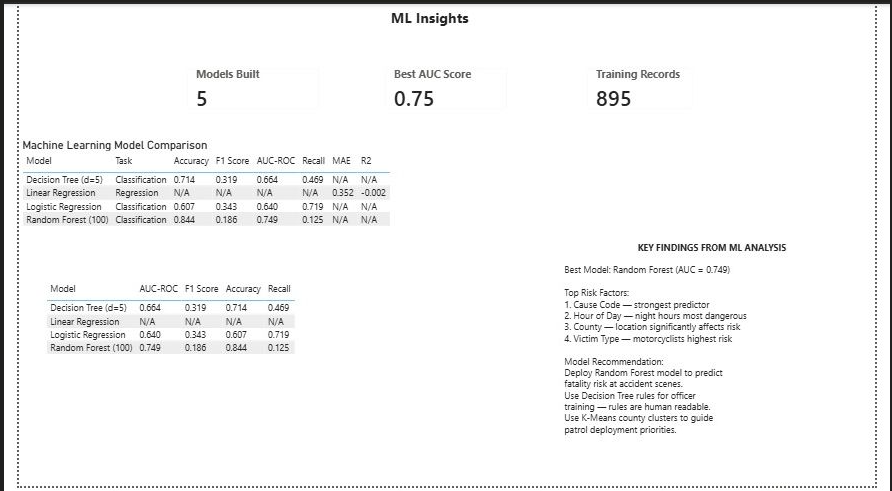 ML Insights
Models Built
5
Best AUC Score
0.75
Training Records
895
Machine Learning Model Comparison
Model Task Accuracy F1 Score AUC-ROC Recall MAE R2
Decision Tree (d=5) Classification 0.714 0.319 0.664 0.469 N/A N/A
Linear Regression Regression N/A N/A N/A N/A 0.352 -0.002
Logistic Regression Classification 0.607 0.343 0.640 0.719 N/A N/A
Random Forest (100) Classification 0.844 0.186 0.749 0.125 N/A N/A
Model AUC-ROC F1 Score Accuracy Recall
Decision Tree (d=5) 0.664 0.319 0.714 0.469
Linear Regression N/A N/A N/A N/A
Logistic Regression 0.640 0.343 0.607 0.719
Random Forest (100) 0.749 0.186 0.844 0.125
KEY FINDINGS FROM ML ANALYSIS
Best Model: Random Forest (AUC = 0.749)
Top Risk Factors:
1. Cause Code — strongest predictor
2. Hour of Day — night hours most dangerous
3. County — location significantly affects risk
4. Victim Type — motorcyclists highest risk
Model Recommendation:
Deploy Random Forest model to predict
fatality risk at accident scenes.
Use Decision Tree rules for officer
training — rules are human readable.
Use K-Means county clusters to guide
patrol deployment priorities.